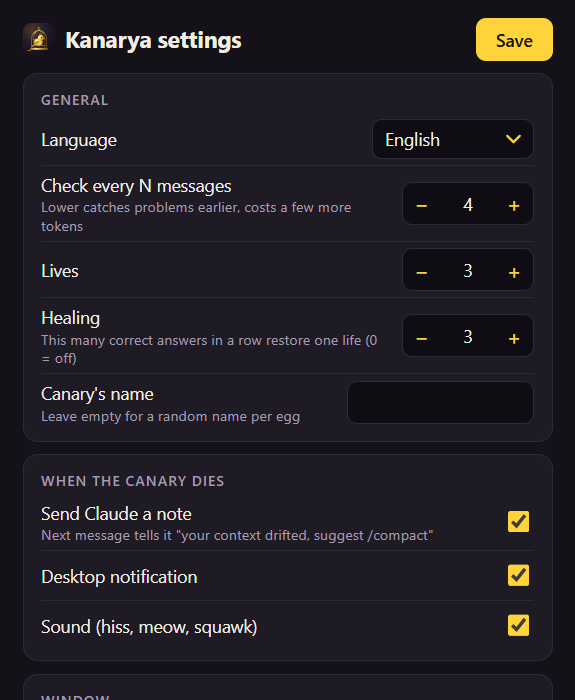 Kanarya settings
Save
GENERAL
Language
English
Check every N messages
Lower catches problems earlier, costs a few more
tokens
− 4 +
Lives
− 3 +
Healing
This many correct answers in a row restore one life (0
= off)
− 3 +
Canary's name
Leave empty for a random name per egg
WHEN THE CANARY DIES
Send Claude a note
Next message tells it "your context drifted, suggest /compact"
Desktop notification
Sound (hiss, meow, squawk)
WINDOW